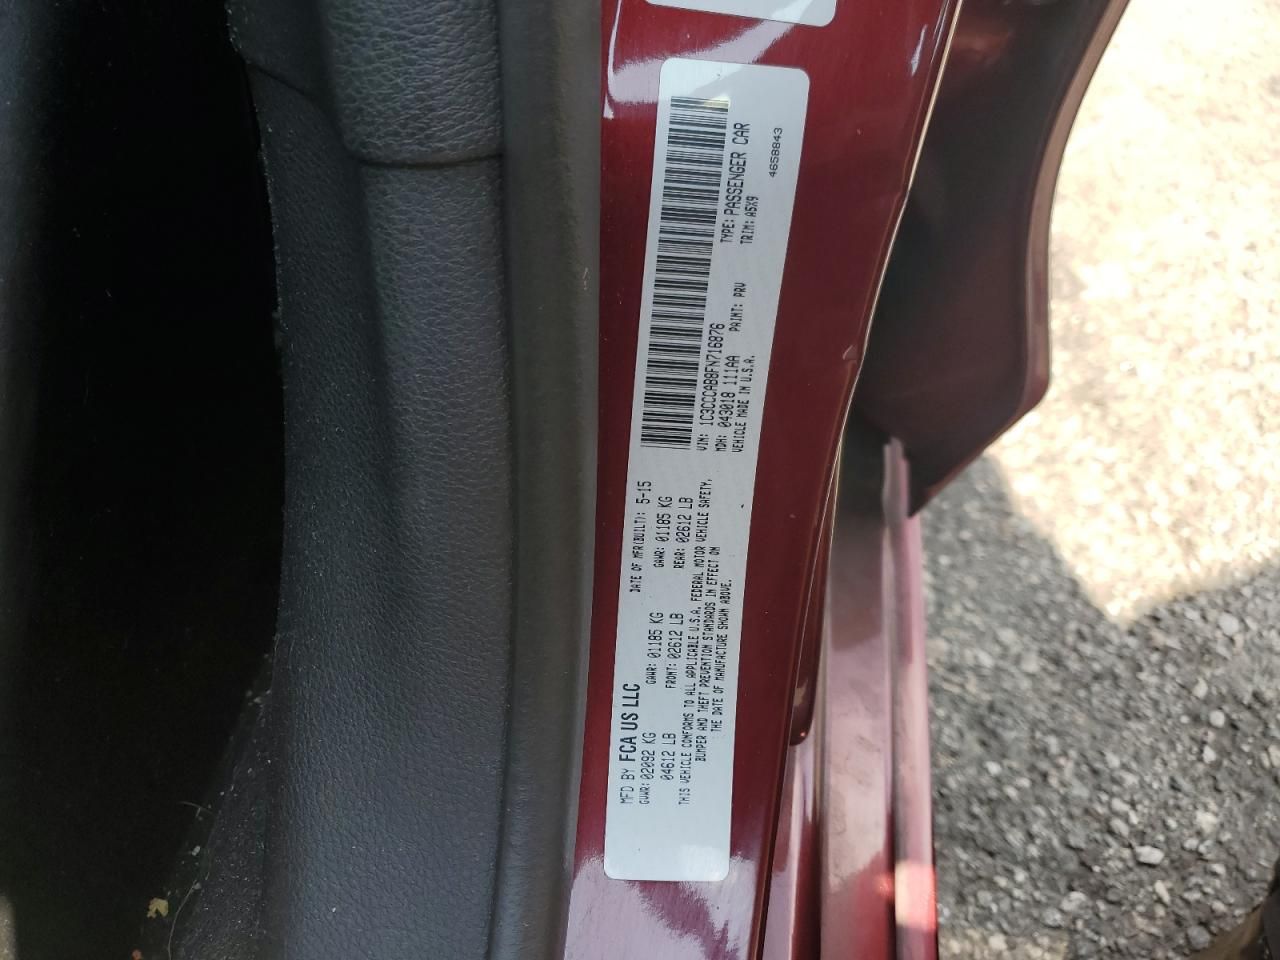 MFD BY FCA US LLC DATE OF MFR(BUILT): 5-15
GVWR: 02092 KG GAWR: 01185 KG GAWR: 01185 KG
04612 LB FRONT: 02612 LB REAR: 02612 LB
THIS VEHICLE CONFORMS TO ALL APPLICABLE U.S.A. FEDERAL MOTOR VEHICLE SAFETY,
BUMPER AND THEFT PREVENTION STANDARDS IN EFFECT ON
THE DATE OF MANUFACTURE SHOWN ABOVE.
VIN: 1C3CCCAB8FN716876 TYPE: PASSENGER CAR
MDH: 043018 111AA PAINT: PRV TRIM: A5X9
VEHICLE MADE IN U.S.A.
4658843